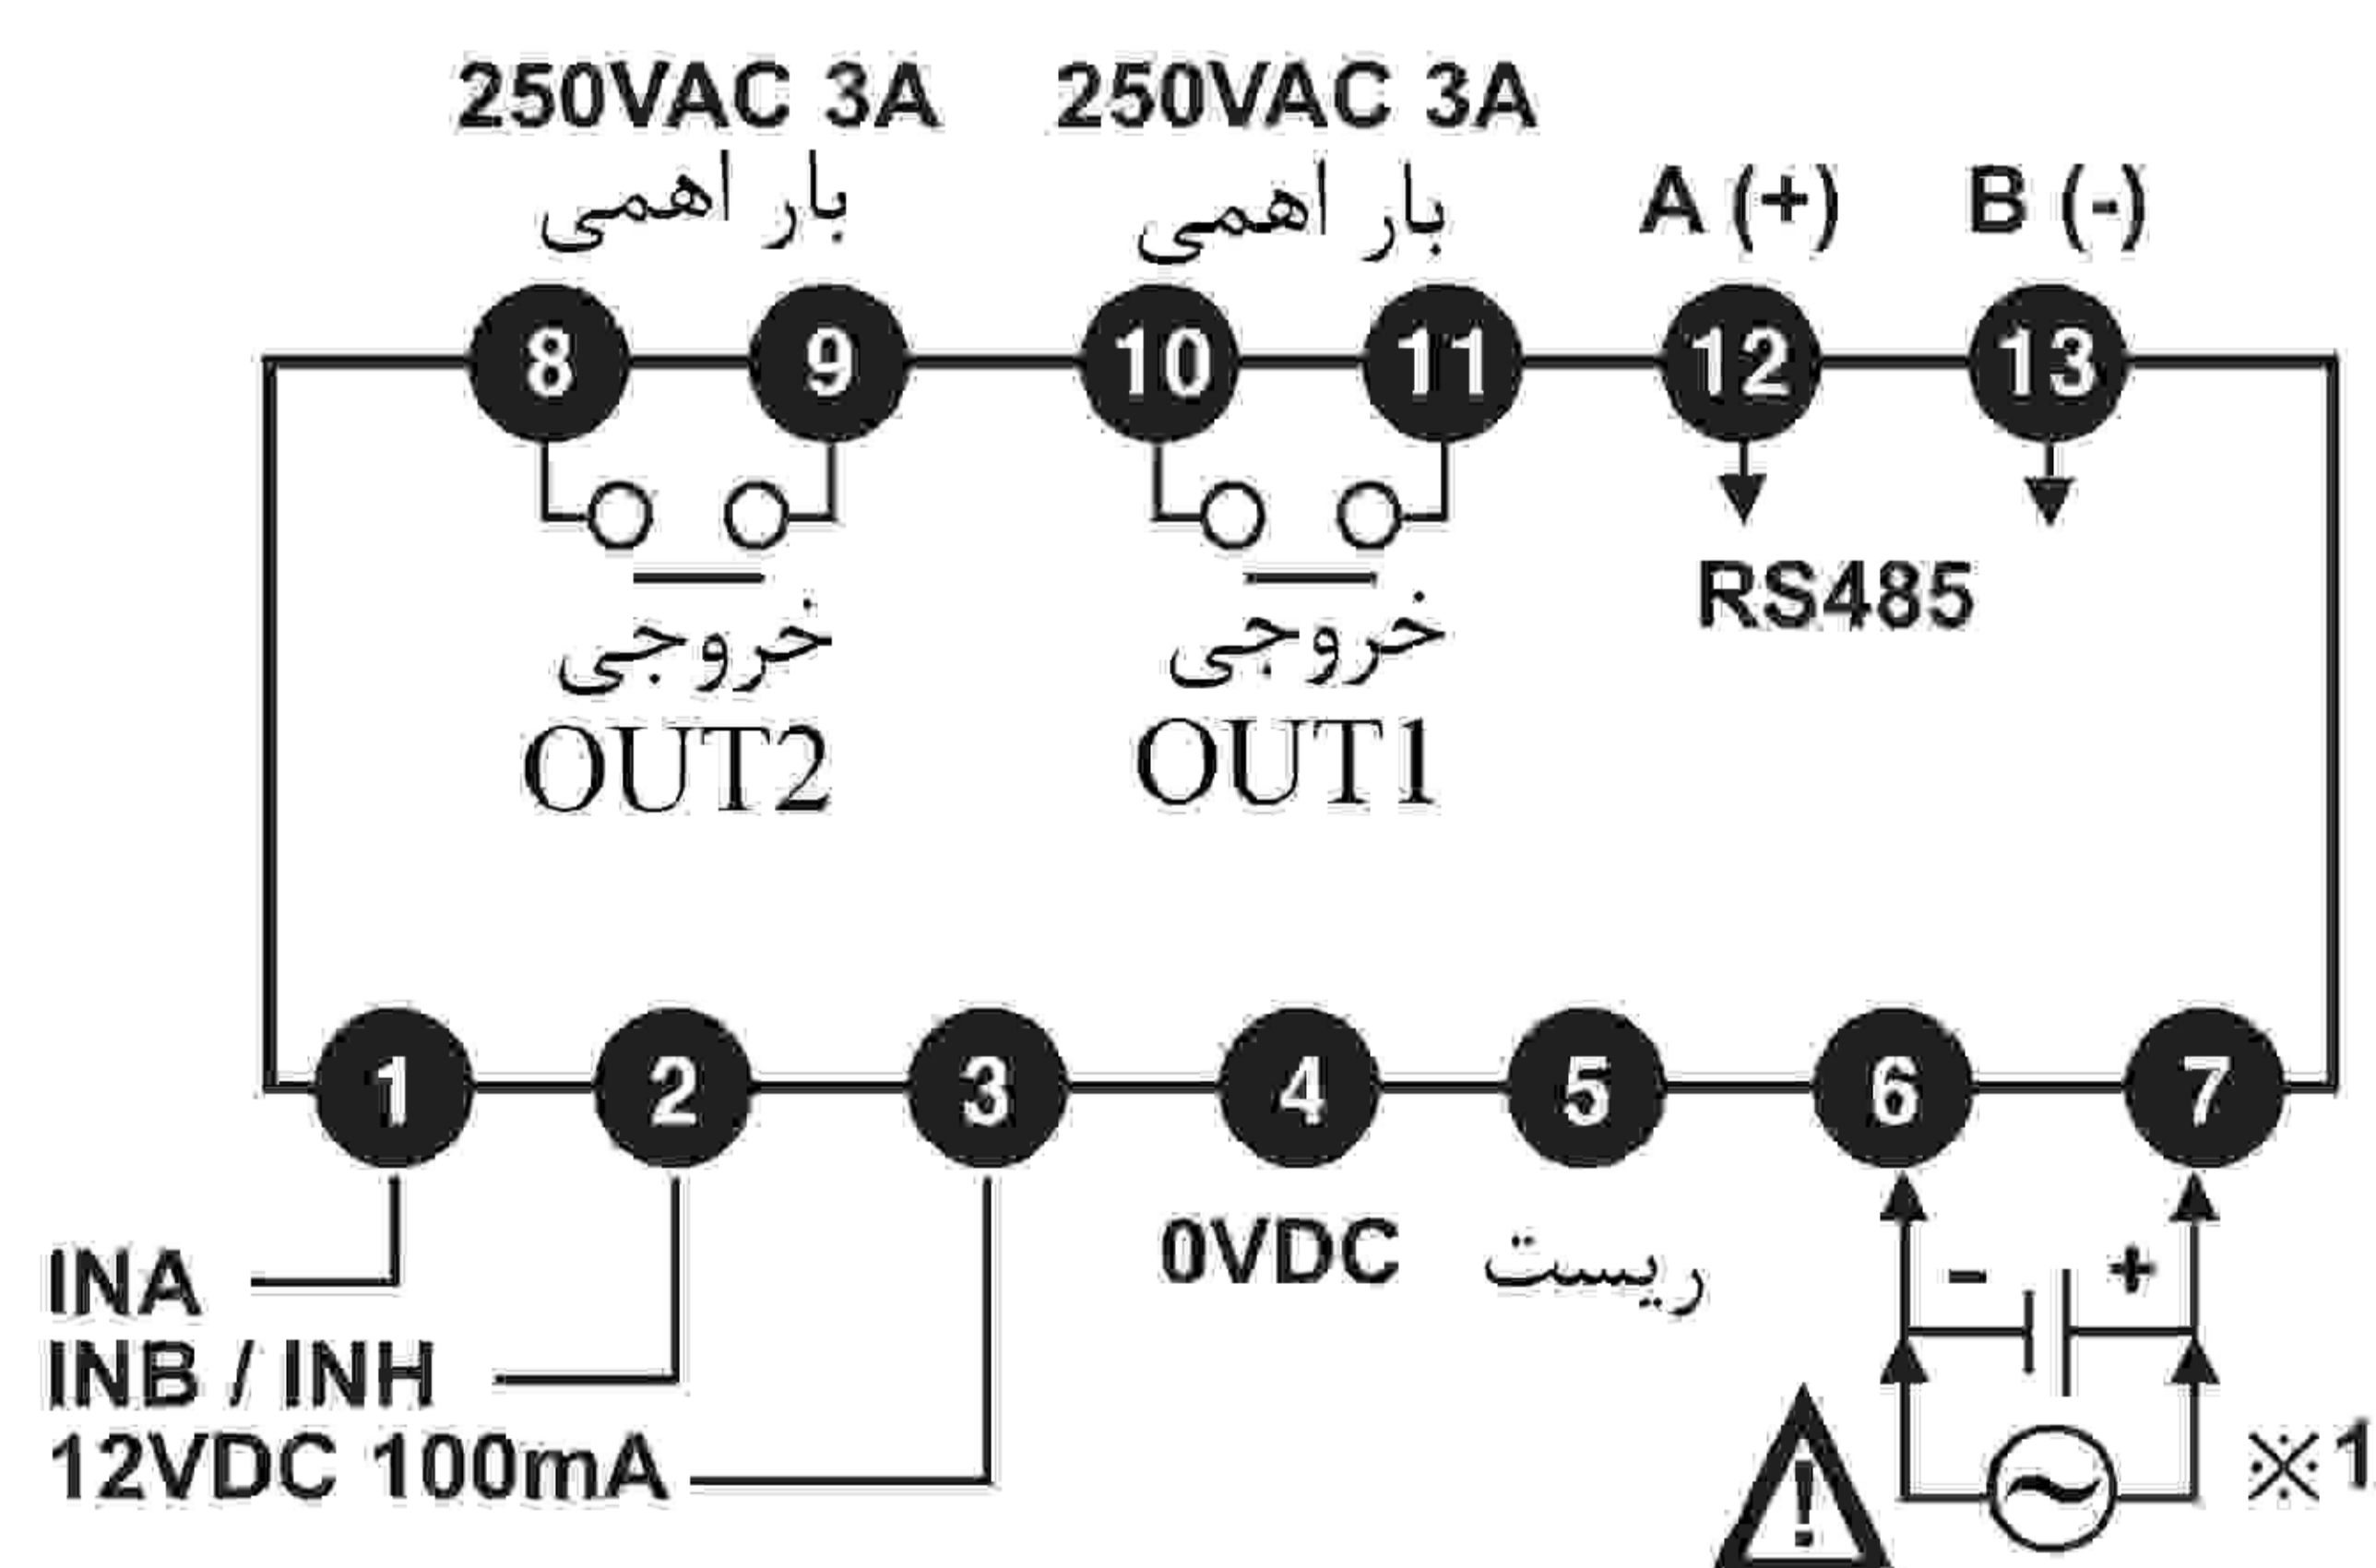 250VAC 3A 250VAC 3A
بار اهمی بار اهمی A (+) B (-)
8 9 10 11 12 13
RS485
خروجی خروجی
OUT2 OUT1
1 2 3 4 5 6 7
0VDC ریست
INA - +
INB / INH
12VDC 100mA ! ~ ※1